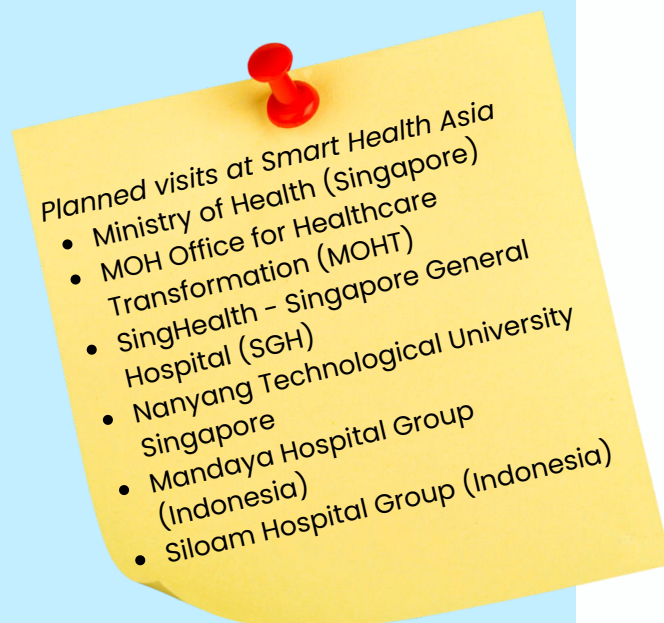 Planned visits at Smart Health Asia
• Ministry of Health (Singapore)
• MOH Office for Healthcare
Transformation (MOHT)
• SingHealth - Singapore General
Hospital (SGH)
• Nanyang Technological University
Singapore
• Mandaya Hospital Group
(Indonesia)
• Siloam Hospital Group (Indonesia)